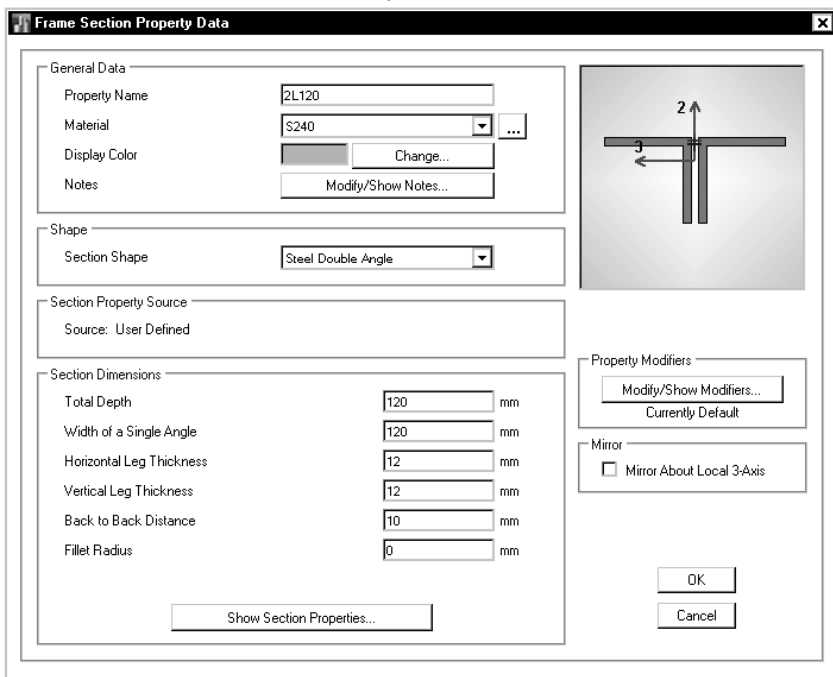 Frame Section Property Data
General Data
Property Name 2L120
Material S240 ...
Display Color Change...
Notes Modify/Show Notes...
2
3
Shape
Section Shape Steel Double Angle
Section Property Source
Source: User Defined
Section Dimensions
Total Depth 120 mm
Width of a Single Angle 120 mm
Horizontal Leg Thickness 12 mm
Vertical Leg Thickness 12 mm
Back to Back Distance 10 mm
Fillet Radius 0 mm
Show Section Properties...
Property Modifiers
Modify/Show Modifiers...
Currently Default
Mirror
Mirror About Local 3-Axis
OK
Cancel